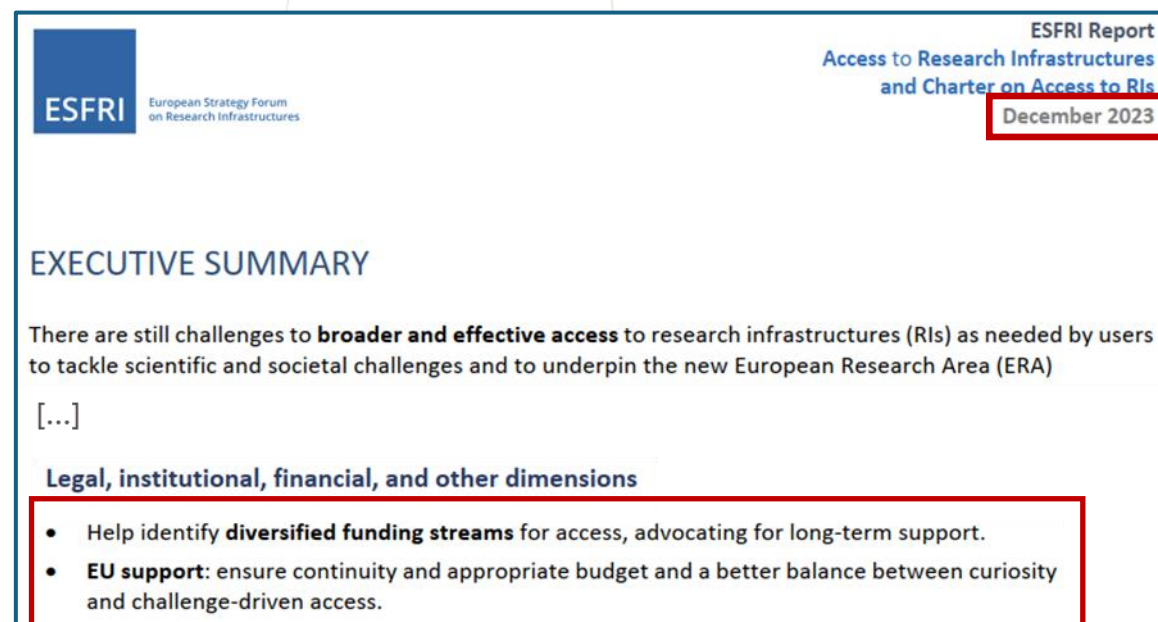 ESFRI
European Strategy Forum
on Research Infrastructures
ESFRI Report
Access to Research Infrastructures
and Charter on Access to RIs
December 2023
EXECUTIVE SUMMARY
There are still challenges to broader and effective access to research infrastructures (RIs) as needed by users
to tackle scientific and societal challenges and to underpin the new European Research Area (ERA)
[...]
Legal, institutional, financial, and other dimensions
• Help identify diversified funding streams for access, advocating for long-term support.
• EU support: ensure continuity and appropriate budget and a better balance between curiosity
and challenge-driven access.